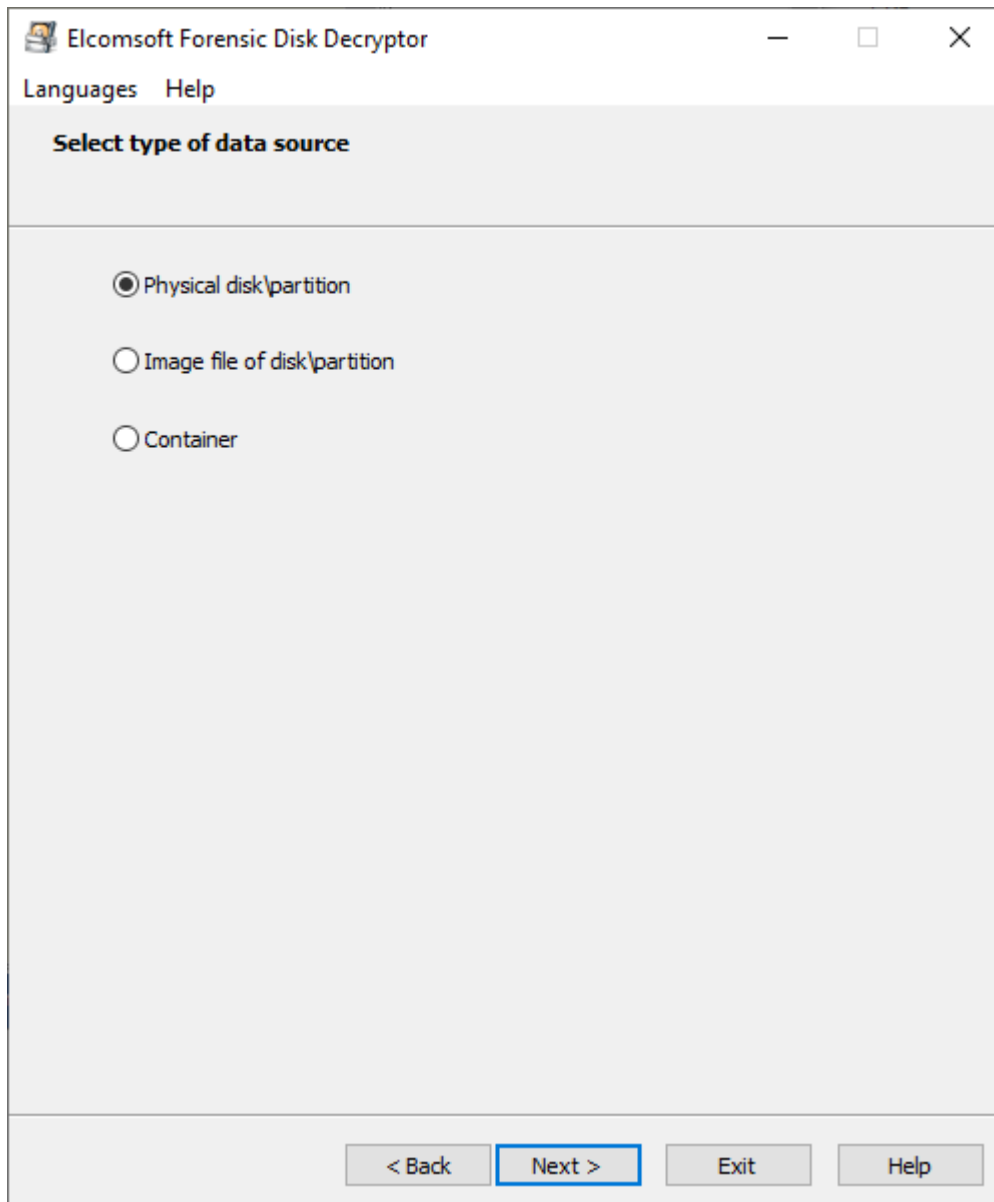 Elcomsoft Forensic Disk Decryptor
Languages Help
Select type of data source
Physical disk\partition
Image file of disk\partition
Container
< Back Next > Exit Help